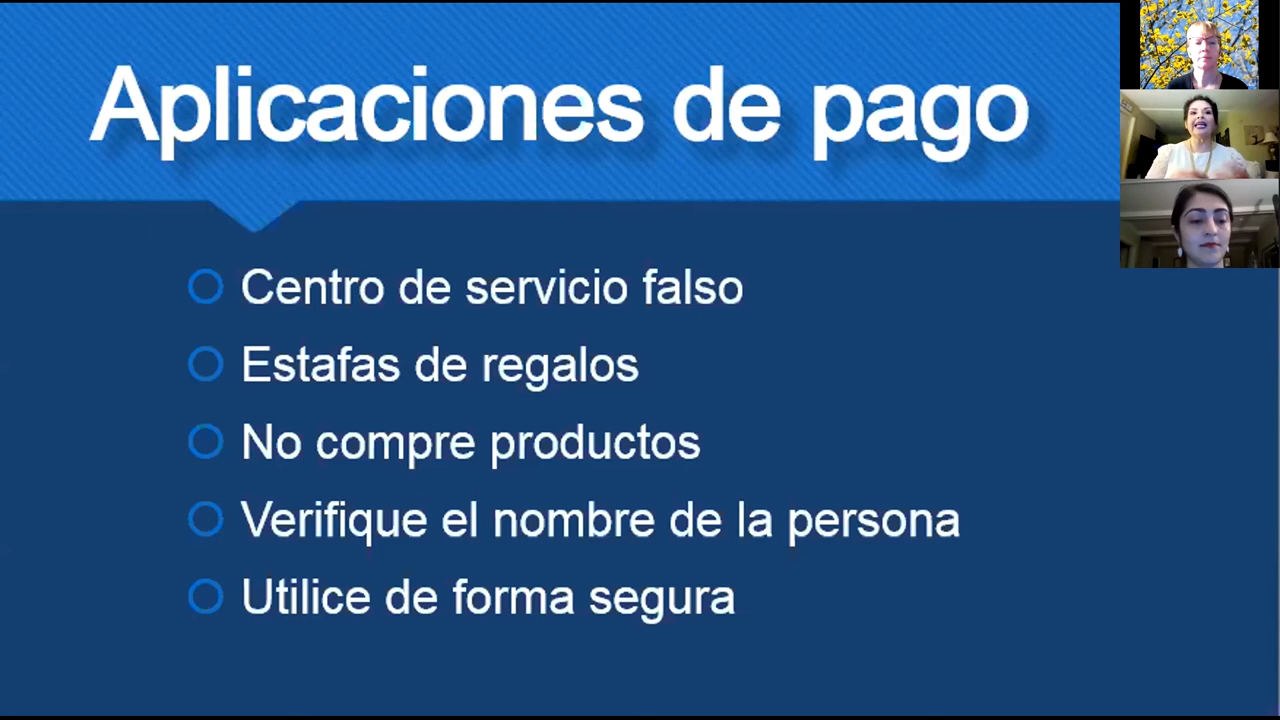 Aplicaciones de pago
Centro de servicio falso
Estafas de regalos
No compre productos
Verifique el nombre de la persona
Utilice de forma segura